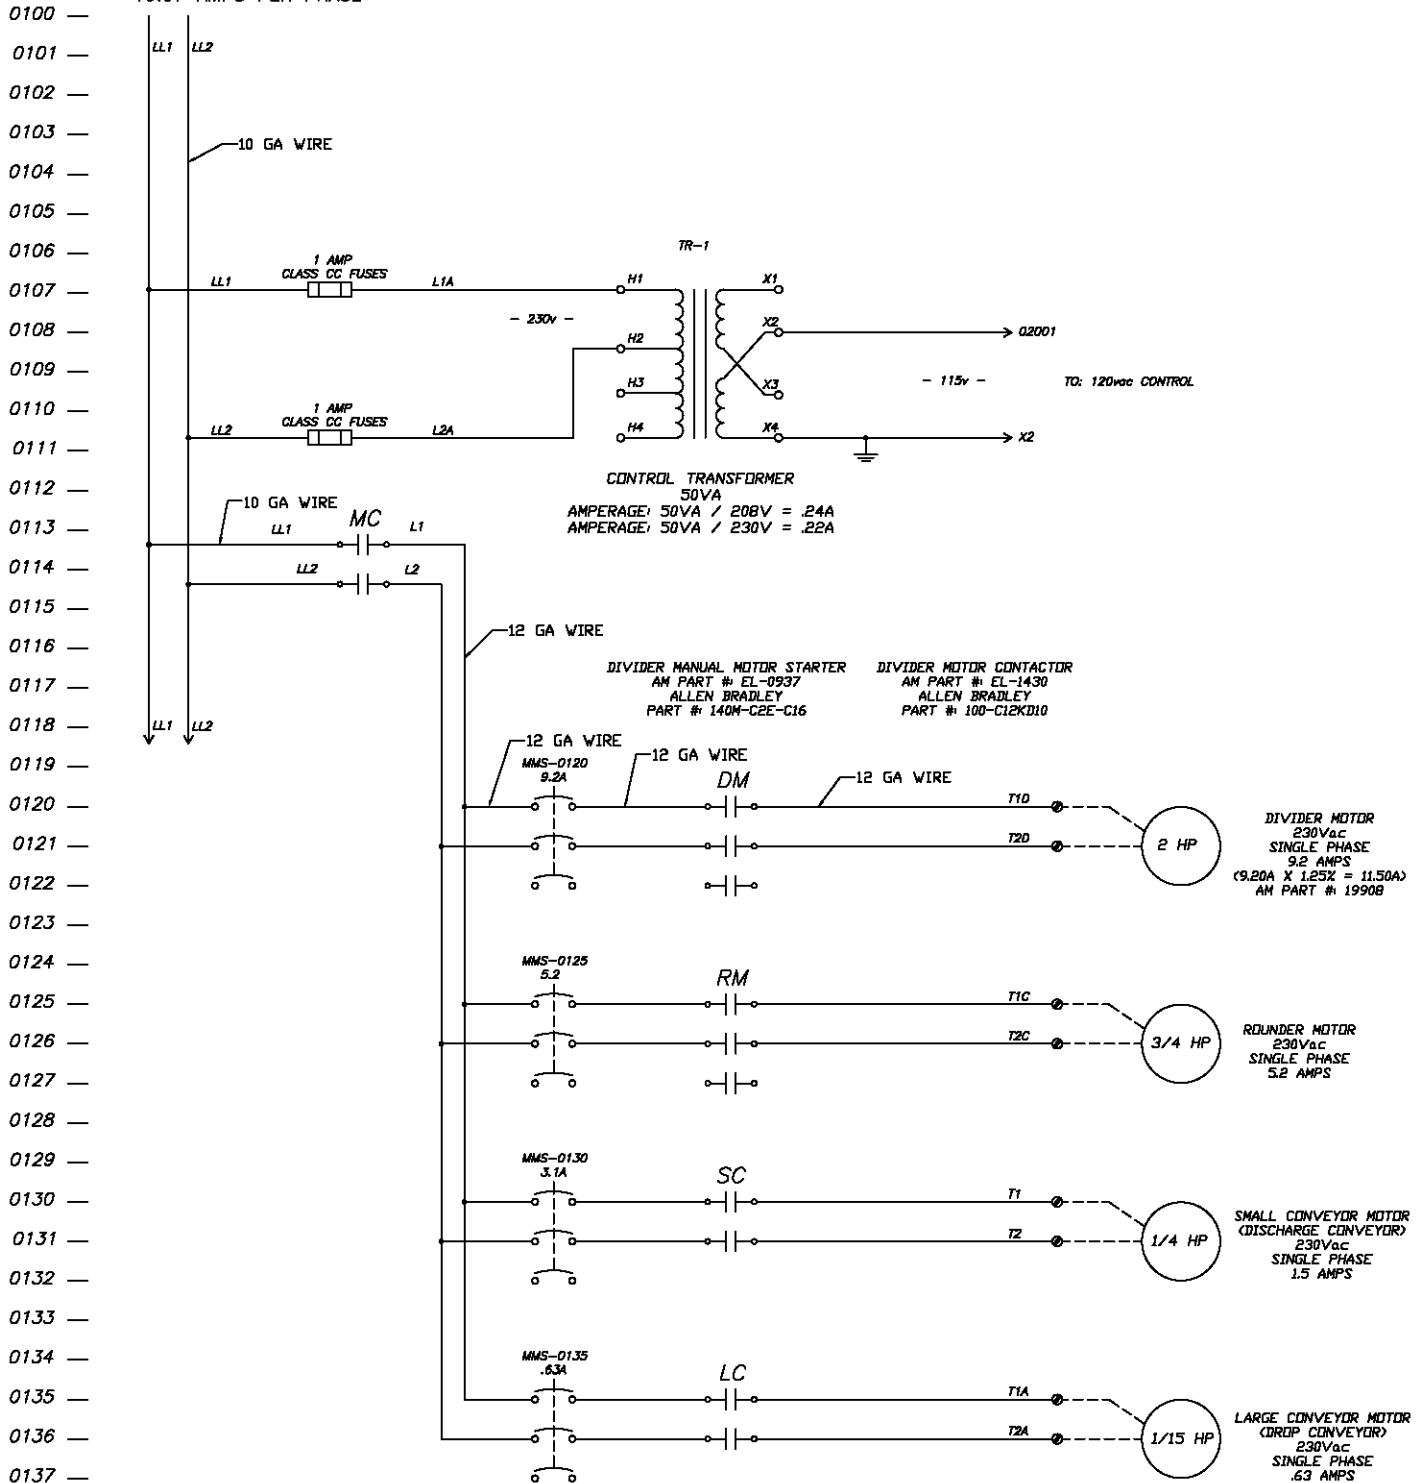 0100 —
0101 — LL1 LL2
0102 —
0103 — 10 GA WIRE
0104 —
0105 —
0106 — TR-1
1 AMP
CLASS CC FUSES
0107 — LL1 L1A H1 X1
- 230v -
0108 — H2 X2 02001
0109 — H3 X3 - 115v - TO: 120vac CONTROL
1 AMP
CLASS CC FUSES
0110 — LL2 L2A H4 X4 X2
0111 —
CONTROL TRANSFORMER
50VA
AMPERAGE: 50VA / 208V = .24A
AMPERAGE: 50VA / 230V = .22A
0112 — 10 GA WIRE
0113 — LL1 MC L1
0114 — LL2 L2
0115 —
0116 — 12 GA WIRE
0117 —
DIVIDER MANUAL MOTOR STARTER
AM PART #: EL-0937
ALLEN BRADLEY
PART #: 140M-C2E-C16
DIVIDER MOTOR CONTACTOR
AM PART #: EL-1430
ALLEN BRADLEY
PART #: 100-C12KD10
0118 — LL1 LL2
12 GA WIRE 12 GA WIRE 12 GA WIRE
0119 —
MMS-0120
9.2A
DM
0120 — T1D
0121 — T2D 2 HP
0122 —
DIVIDER MOTOR
230Vac
SINGLE PHASE
9.2 AMPS
(9.20A X 1.25% = 11.50A)
AM PART #: 19908
0123 —
0124 —
MMS-0125
5.2
RM
0125 — T1C
0126 — T2C 3/4 HP
0127 —
ROUNDER MOTOR
230Vac
SINGLE PHASE
5.2 AMPS
0128 —
0129 —
MMS-0130
3.1A
SC
0130 — T1
0131 — T2 1/4 HP
0132 —
SMALL CONVEYOR MOTOR
(DISCHARGE CONVEYOR)
230Vac
SINGLE PHASE
1.5 AMPS
0133 —
0134 —
MMS-0135
.63A
LC
0135 — T1A
0136 — T2A 1/15 HP
0137 —
LARGE CONVEYOR MOTOR
(DROP CONVEYOR)
230Vac
SINGLE PHASE
.63 AMPS